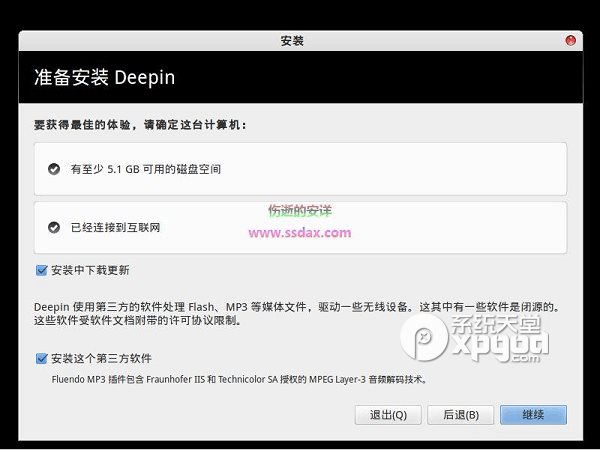 安装
准备安装 Deepin
要获得最佳的体验，请确定这台计算机：
有至少 5.1 GB 可用的磁盘空间
伤逝的安详
已经连接到互联网
www.ssdax.com
安装中下载更新
Deepin 使用第三方的软件处理 Flash、MP3 等媒体文件，驱动一些无线设备。这其中有一些软件是闭源的。
这些软件受软件文档附带的许可协议限制。
系统天堂
xpgod
安装这个第三方软件
Fluendo MP3 插件包含 Fraunhofer IIS 和 Technicolor SA 授权的 MPEG Layer-3 音频解码技术。
退出(Q) 后退(B) 继续